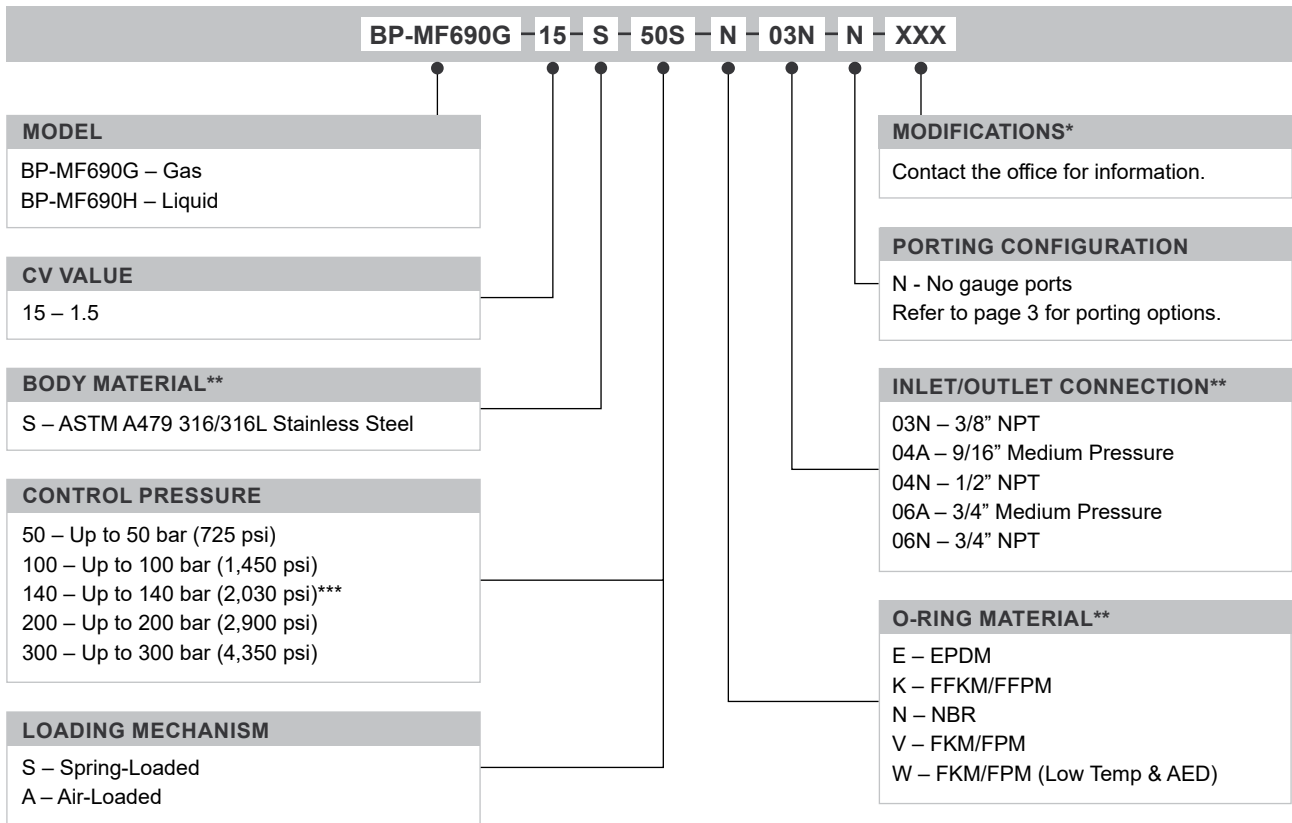 BP-MF690G 15 S 50S N 03N N XXX
MODEL
BP-MF690G – Gas
BP-MF690H – Liquid
CV VALUE
15 – 1.5
BODY MATERIAL**
S – ASTM A479 316/316L Stainless Steel
CONTROL PRESSURE
50 – Up to 50 bar (725 psi)
100 – Up to 100 bar (1,450 psi)
140 – Up to 140 bar (2,030 psi)***
200 – Up to 200 bar (2,900 psi)
300 – Up to 300 bar (4,350 psi)
LOADING MECHANISM
S – Spring-Loaded
A – Air-Loaded
MODIFICATIONS*
Contact the office for information.
PORTING CONFIGURATION
N - No gauge ports
Refer to page 3 for porting options.
INLET/OUTLET CONNECTION**
03N – 3/8” NPT
04A – 9/16” Medium Pressure
04N – 1/2” NPT
06A – 3/4” Medium Pressure
06N – 3/4” NPT
O-RING MATERIAL**
E – EPDM
K – FFKM/FFPM
N – NBR
V – FKM/FPM
W – FKM/FPM (Low Temp & AED)